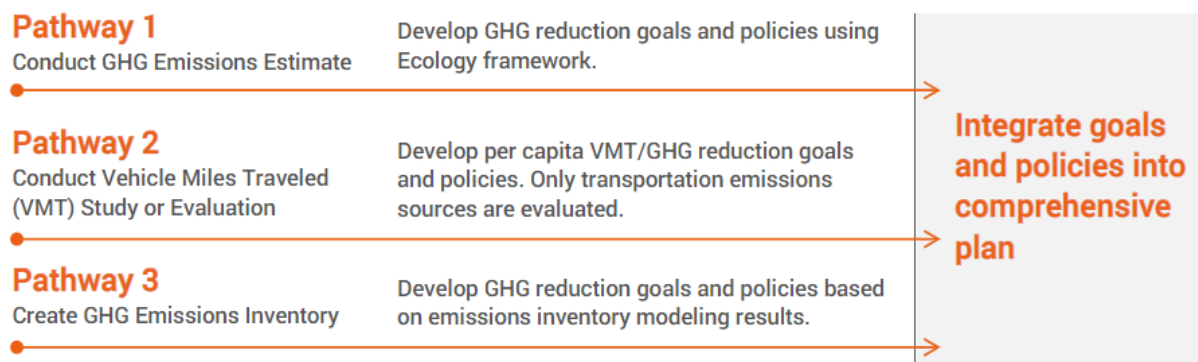 Pathway 1
Conduct GHG Emissions Estimate
Develop GHG reduction goals and policies using
Ecology framework.
Pathway 2
Conduct Vehicle Miles Traveled
(VMT) Study or Evaluation
Develop per capita VMT/GHG reduction goals
and policies. Only transportation emissions
sources are evaluated.
Pathway 3
Create GHG Emissions Inventory
Develop GHG reduction goals and policies based
on emissions inventory modeling results.
Integrate goals
and policies into
comprehensive
plan